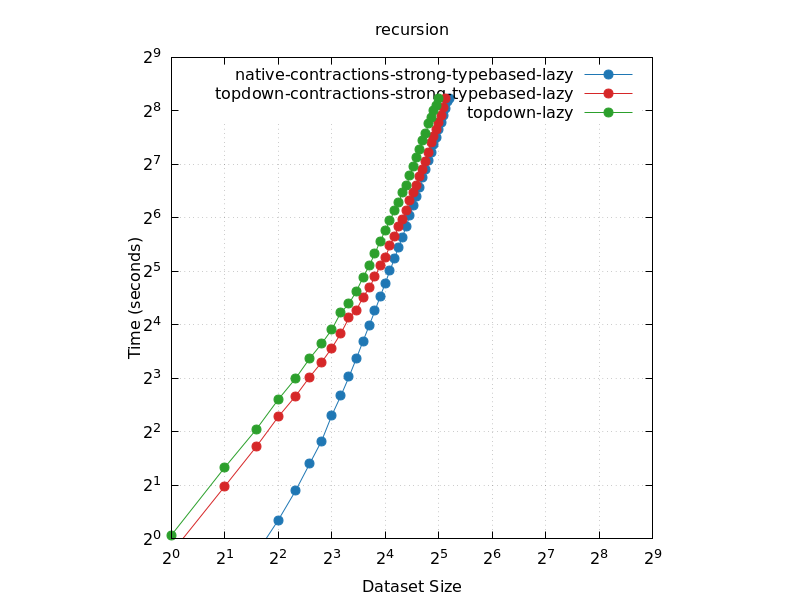 recursion
native-contractions-strong-typebased-lazy
topdown-contractions-strong-typebased-lazy
topdown-lazy
Time (seconds)
2^9
2^8
2^7
2^6
2^5
2^4
2^3
2^2
2^1
2^0
2^0 2^1 2^2 2^3 2^4 2^5 2^6 2^7 2^8 2^9
Dataset Size